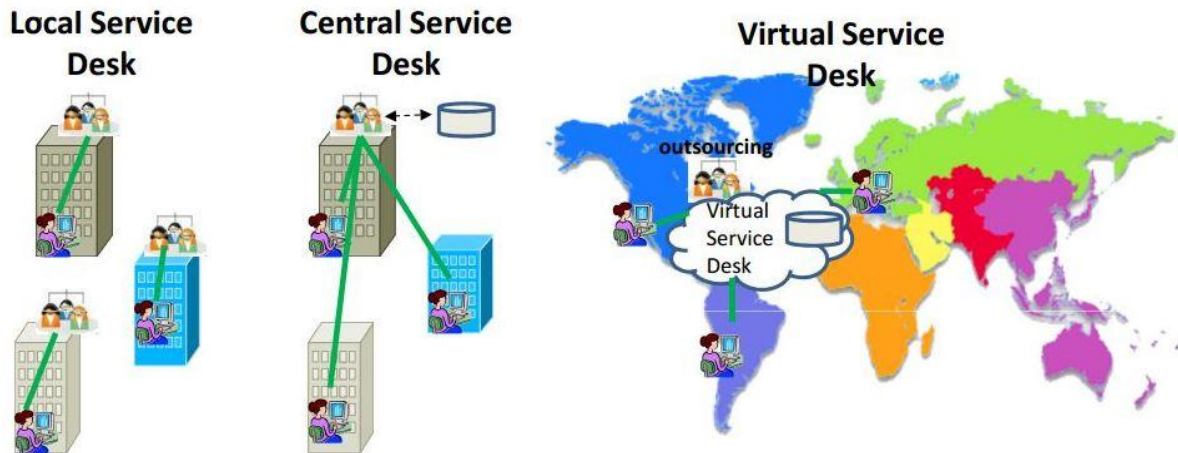 Local Service
Desk
Central Service
Desk
Virtual Service
Desk
outsourcing
Virtual
Service
Desk